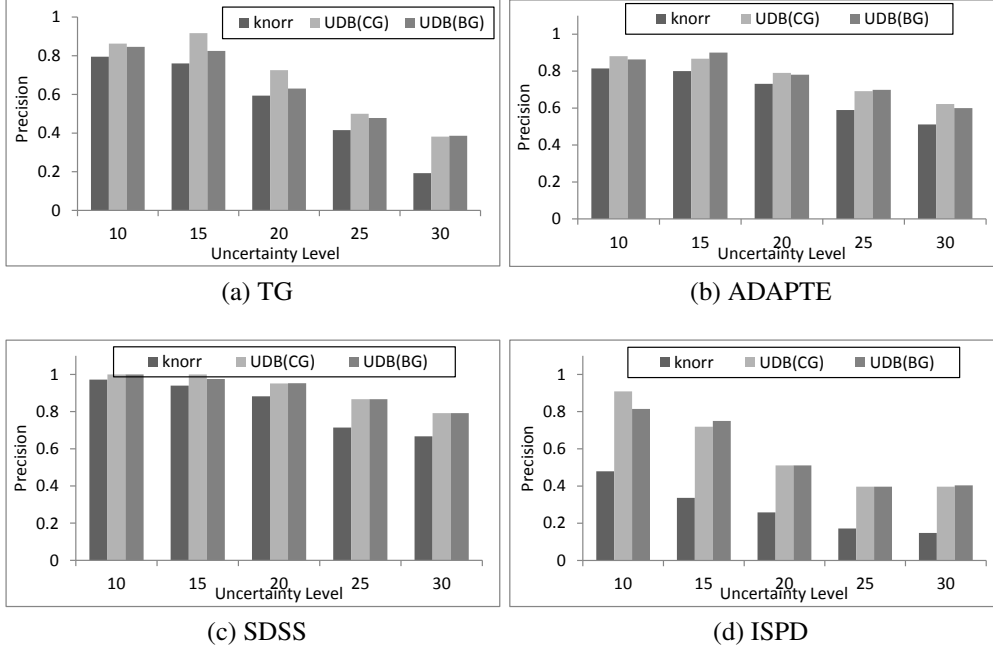 knorr UDB(CG) UDB(BG)
1
0.8
0.6
0.4
0.2
0
Precision
10 15 20 25 30
Uncertainty Level
(a) TG
knorr UDB(CG) UDB(BG)
1
0.8
0.6
0.4
0.2
0
Precision
10 15 20 25 30
Uncertainty Level
(b) ADAPTE
knorr UDB(CG) UDB(BG)
1
0.8
0.6
0.4
0.2
0
Precision
10 15 20 25 30
Uncertainty Level
(c) SDSS
knorr UDB(CG) UDB(BG)
1
0.8
0.6
0.4
0.2
0
Precision
10 15 20 25 30
Uncertainty Level
(d) ISPD